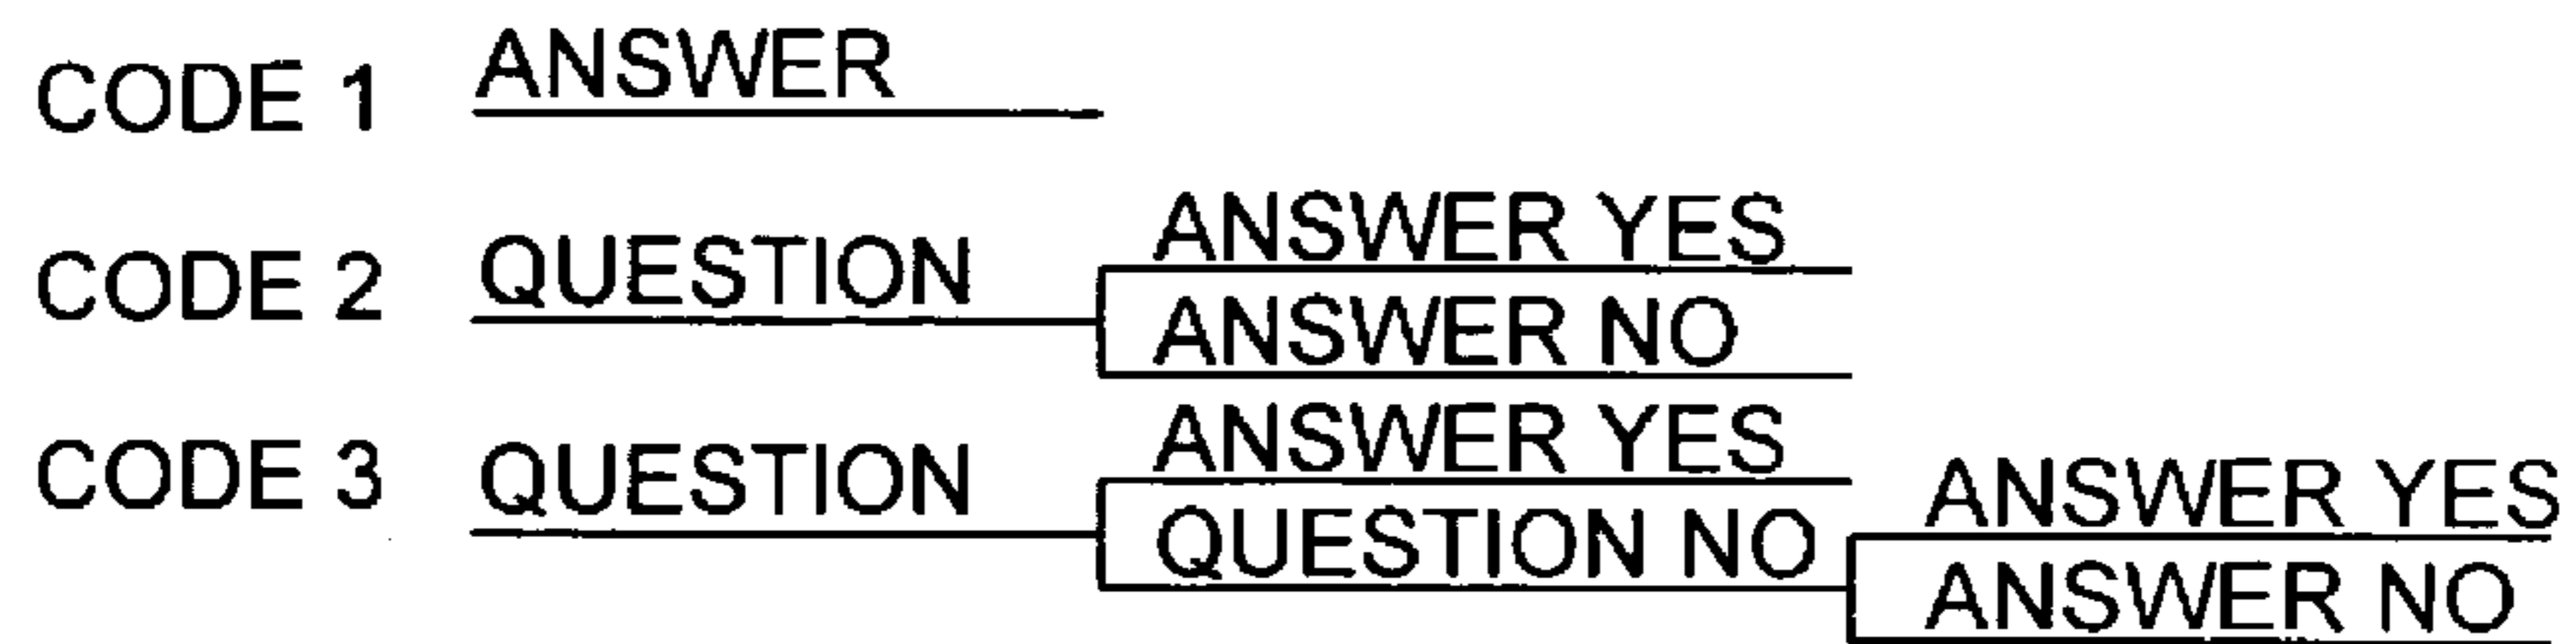 CODE 1 ANSWER
CODE 2 QUESTION ANSWER YES
ANSWER NO
CODE 3 QUESTION ANSWER YES
QUESTION NO ANSWER YES
ANSWER NO